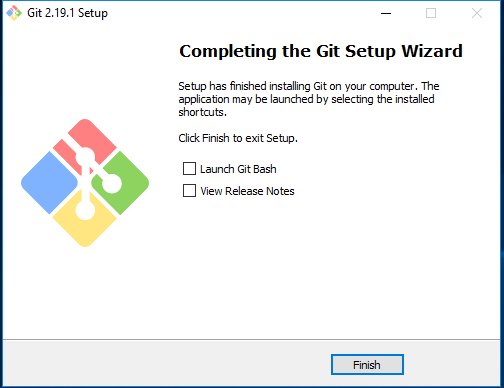 Git 2.19.1 Setup
Completing the Git Setup Wizard
Setup has finished installing Git on your computer. The
application may be launched by selecting the installed
shortcuts.
Click Finish to exit Setup.
Launch Git Bash
View Release Notes
Finish